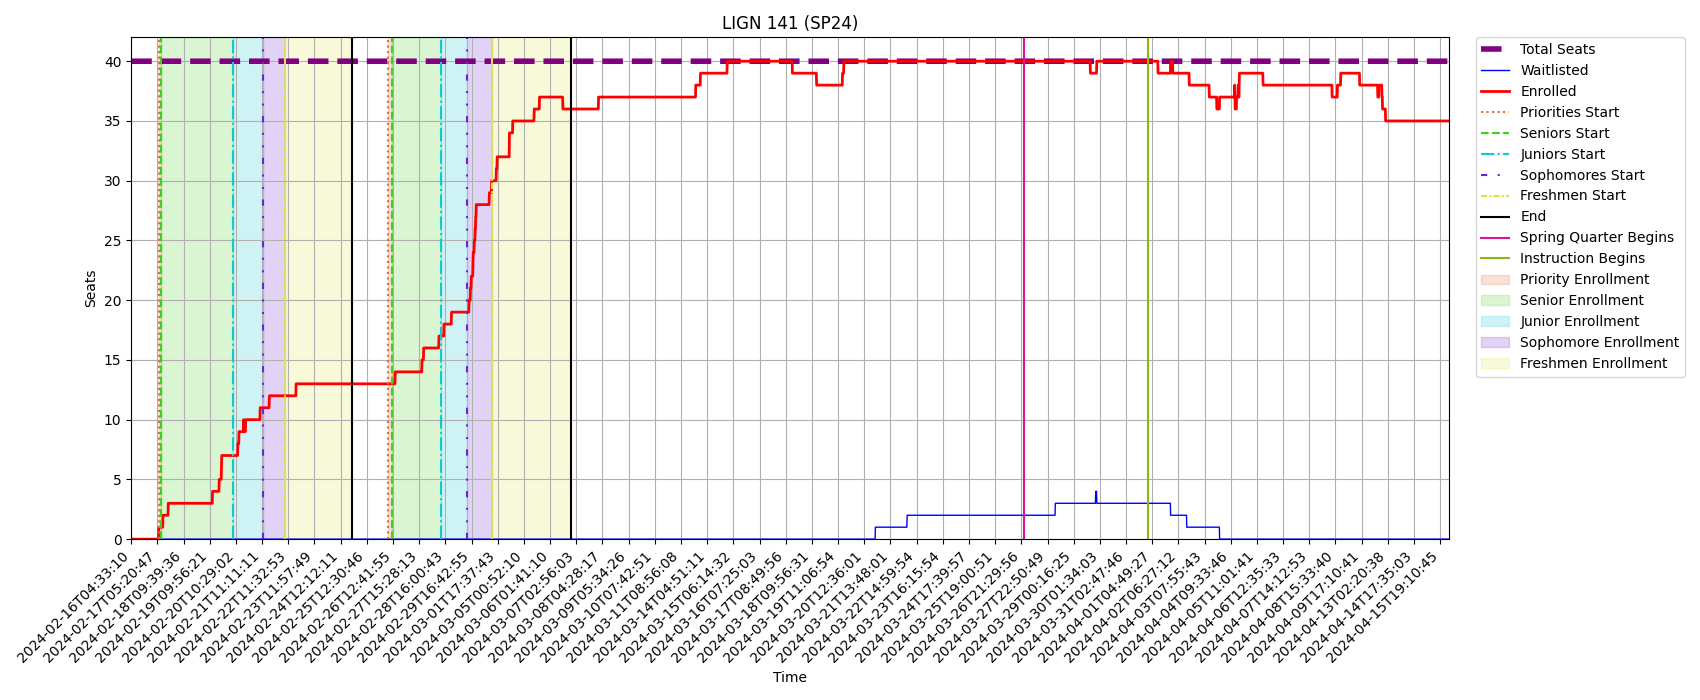 LIGN 141 (SP24)
Seats
40
35
30
25
20
15
10
5
0
2024-02-16T04:33:10
2024-02-17T05:20:47
2024-02-18T09:39:36
2024-02-19T09:56:21
2024-02-20T10:29:02
2024-02-21T11:11:11
2024-02-22T11:32:53
2024-02-23T11:57:49
2024-02-24T12:12:11
2024-02-25T12:30:46
2024-02-26T12:41:55
2024-02-27T15:28:13
2024-02-28T16:00:43
2024-02-29T16:42:55
2024-03-01T17:37:43
2024-03-05T00:52:10
2024-03-06T01:41:10
2024-03-07T02:56:03
2024-03-08T04:28:17
2024-03-09T05:34:26
2024-03-10T07:42:51
2024-03-11T08:56:08
2024-03-14T04:51:11
2024-03-15T06:14:32
2024-03-16T07:25:03
2024-03-17T08:49:56
2024-03-18T09:56:31
2024-03-19T11:06:54
2024-03-20T12:36:01
2024-03-21T13:48:01
2024-03-22T14:59:54
2024-03-23T16:15:54
2024-03-24T17:39:57
2024-03-25T19:00:51
2024-03-26T21:29:56
2024-03-27T22:50:49
2024-03-29T00:16:25
2024-03-30T01:34:03
2024-03-31T02:47:46
2024-04-01T04:49:27
2024-04-02T06:27:12
2024-04-03T07:55:43
2024-04-04T09:33:46
2024-04-05T11:01:41
2024-04-06T12:35:33
2024-04-07T14:12:53
2024-04-08T15:33:40
2024-04-09T17:10:41
2024-04-13T02:20:38
2024-04-14T17:35:03
2024-04-15T19:10:45
Time
Total Seats
Waitlisted
Enrolled
Priorities Start
Seniors Start
Juniors Start
Sophomores Start
Freshmen Start
End
Spring Quarter Begins
Instruction Begins
Priority Enrollment
Senior Enrollment
Junior Enrollment
Sophomore Enrollment
Freshmen Enrollment